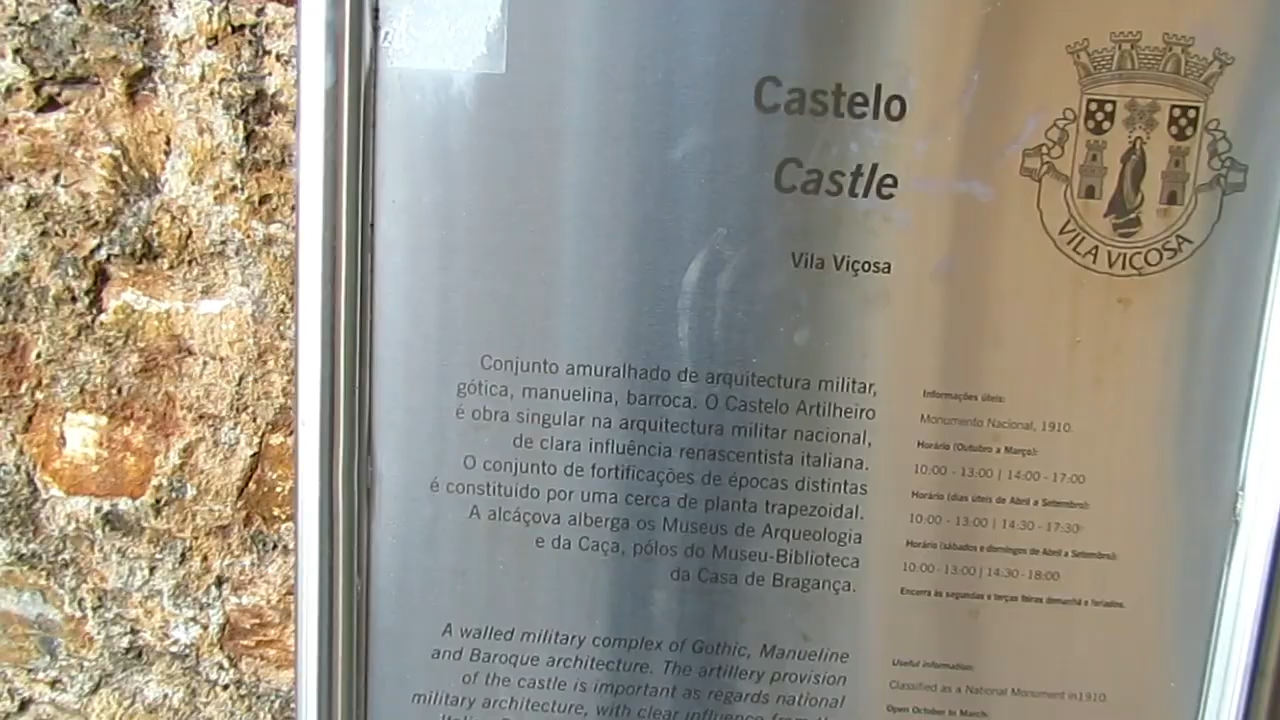 Castelo
Castle
Vila Viçosa
VILA VIÇOSA
Conjunto amuralhado de arquitectura militar,
gótica, manuelina, barroca. O Castelo Artilheiro
é obra singular na arquitectura militar nacional,
de clara influência renascentista italiana.
O conjunto de fortificações de épocas distintas
é constituído por uma cerca de planta trapezoidal.
A alcáçova alberga os Museus de Arqueologia
e da Caça, pólos do Museu-Biblioteca
da Casa de Bragança.
Informações úteis:
Monumento Nacional, 1910.
Horário (Outubro a Março):
10:00 - 13:00 | 14:00 - 17:00
Horário (dias úteis de Abril a Setembro):
10:00 - 13:00 | 14:30 - 17:30
Horário (sábados e domingos de Abril a Setembro):
10:00 - 13:00 | 14:30 - 18:00
Encerra às segundas e terças feiras demanhã e feriados.
A walled military complex of Gothic, Manueline
and Baroque architecture. The artillery provision
of the castle is important as regards national
military architecture, with clear influence from the
Useful information:
Classified as a National Monument in1910.
Open October to March: